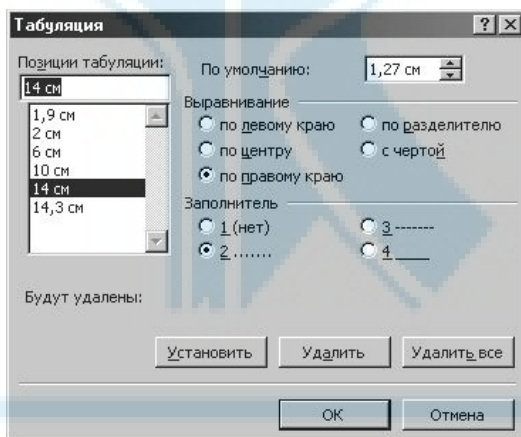 Табуляция
Позиции табуляции:
14 см
1,9 см
2 см
6 см
10 см
14 см
14,3 см
По умолчанию: 1,27 см
Выравнивание
по левому краю по разделителю
по центру с чертой
по правому краю
Заполнитель
1 (нет) 3 -------
2 ....... 4 ____
Будут удалены:
Установить Удалить Удалить все
ОК Отмена